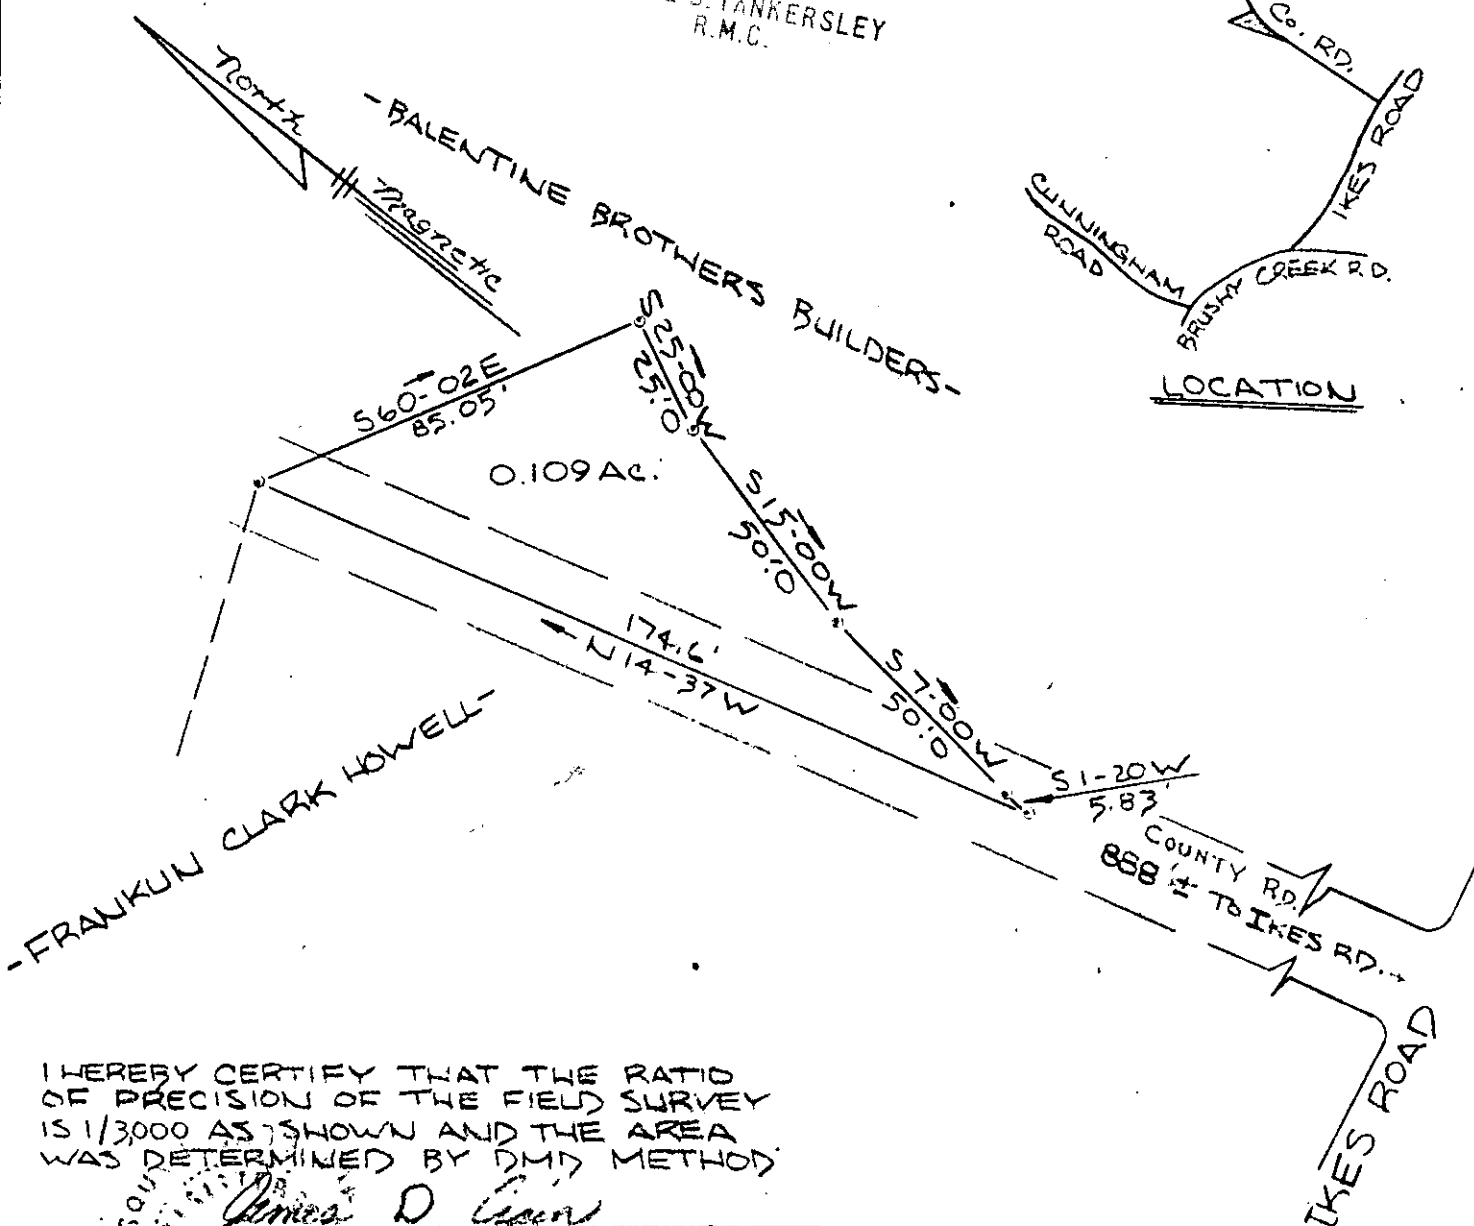 TANKERSLEY
R.M.C.
North
Magnetic
-BALENTINE BROTHERS BUILDERS-
CO. RD.
IKES ROAD
CUNNINGHAM
ROAD
BRUSHY CREEK RD.
LOCATION
S60-02E
85.05'
S25-00W
25.0
0.109 AC.
S15-00W
50.0
174.6'
N14-37W
S7-00W
50.0
S1-20W
5.83'
-FRANKLIN CLARK HOWELL-
COUNTY RD.
888'± TO IKES RD.
IKES ROAD
I HEREBY CERTIFY THAT THE RATIO
OF PRECISION OF THE FIELD SURVEY
IS 1/3000 AS SHOWN AND THE AREA
WAS DETERMINED BY DMD METHOD
James D